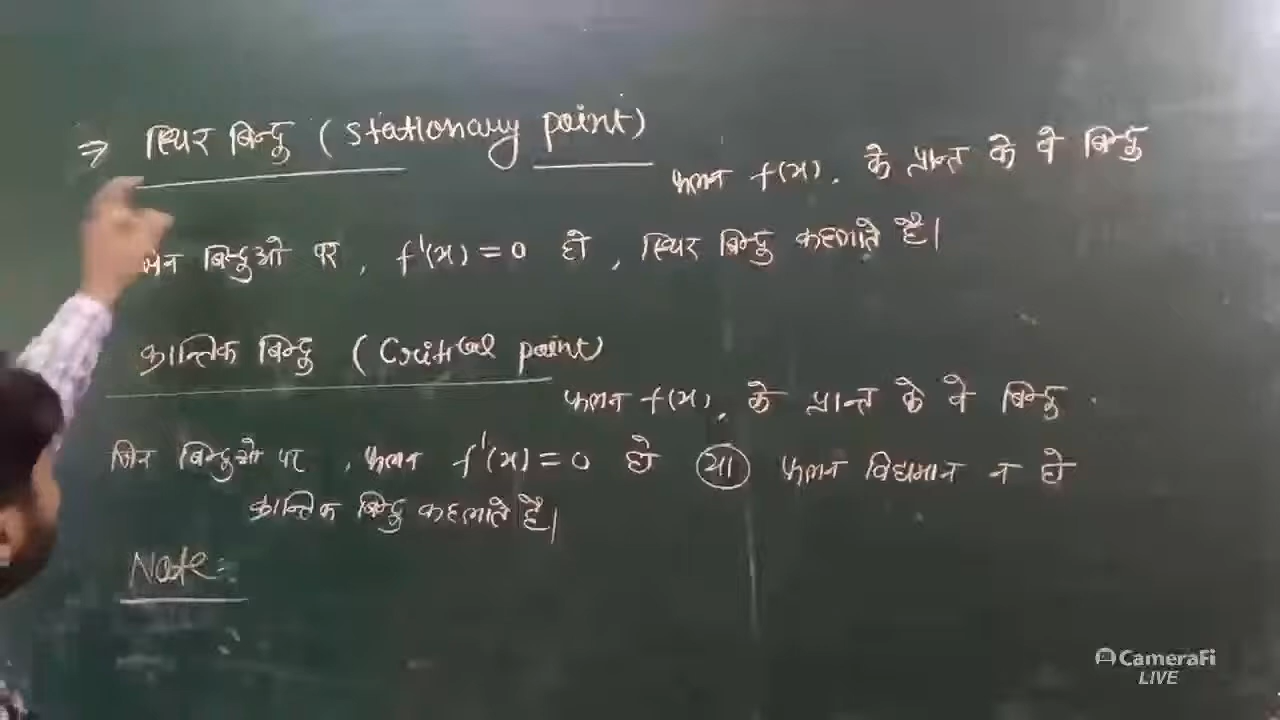 ⇒ स्थिर बिन्दु (Stationary point)
फलन f(x). के प्रान्त के वे बिन्दु
जिन बिन्दुओ पर , f'(x) = 0 हो , स्थिर बिन्दु कहलाते है।
क्रान्तिक बिन्दु (Critical point)
फलन f(x). के प्रान्त के वे बिन्दु
जिन बिन्दुओ पर , फलन f'(x) = 0 हो या फलन विद्यमान न हो
क्रान्तिक बिन्दु कहलाते है।
Note:
CameraFi
LIVE